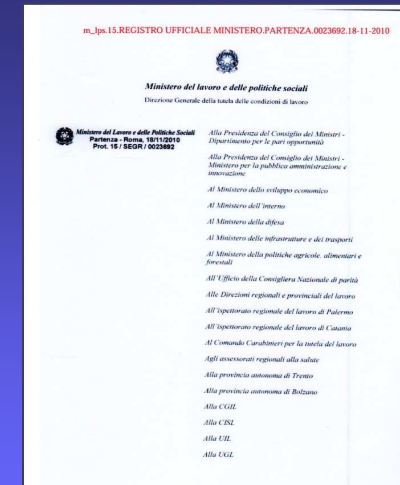 m_lps.15.REGISTRO UFFICIALE MINISTERO.PARTENZA.0023692.18-11-2010
Ministero del lavoro e delle politiche sociali
Direzione Generale della tutela delle condizioni di lavoro
Ministero del Lavoro e delle Politiche Sociali
Partenza - Roma, 18/11/2010
Prot. 15 / SEGR / 0023692
Alla Presidenza del Consiglio dei Ministri -
Dipartimento per le pari opportunità
Alla Presidenza del Consiglio dei Ministri -
Ministero per la pubblica amministrazione e
innovazione
Al Ministero dello sviluppo economico
Al Ministero dell'interno
Al Ministero della difesa
Al Ministero delle infrastrutture e dei trasporti
Al Ministero della politiche agricole, alimentari e
forestali
All'Ufficio della Consigliera Nazionale di parità
Alle Direzioni regionali e provinciali del lavoro
All'ispettorato regionale del lavoro di Palermo
All'ispettorato regionale del lavoro di Catania
Al Comando Carabinieri per la tutela del lavoro
Agli assessorati regionali alla salute
Alla provincia autonoma di Trento
Alla provincia autonoma di Bolzano
Alla CGIL
Alla CISL
Alla UIL
Alla UGL